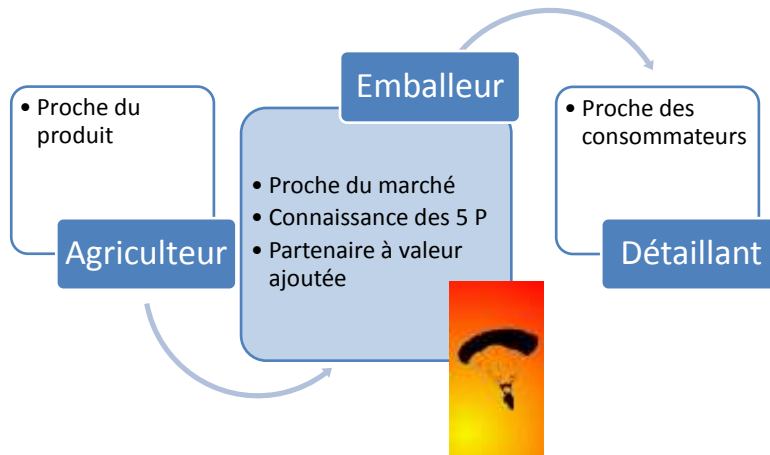 • Proche du
produit
Agriculteur
Emballeur
• Proche du marché
• Connaissance des 5 P
• Partenaire à valeur
ajoutée
• Proche des
consommateurs
Détaillant